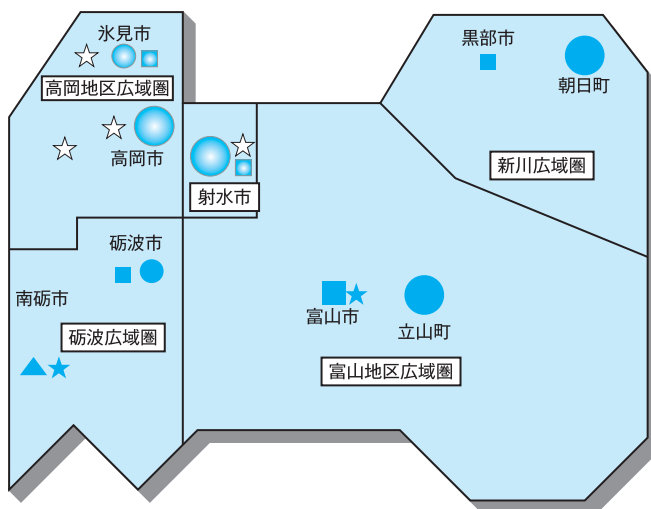 氷見市
高岡地区広域圏
高岡市
射水市
黒部市
朝日町
新川広域圏
砺波市
南砺市
砺波広域圏
富山市
立山町
富山地区広域圏